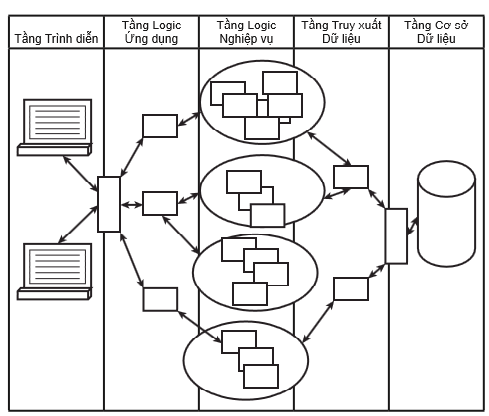 Tầng Trình diễn
Tầng Logic
Ứng dụng
Tầng Logic
Nghiệp vụ
Tầng Truy xuất
Dữ liệu
Tầng Cơ sở
Dữ liệu